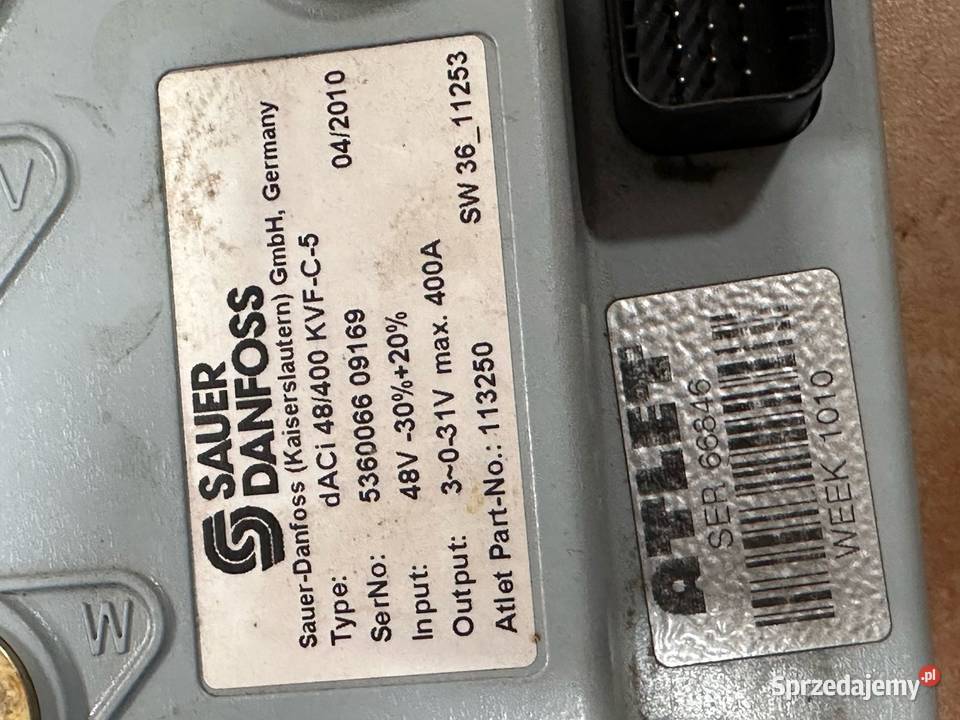 SAUER
DANFOSS
Sauer-Danfoss (Kaiserslautern) GmbH, Germany
Type: dACi 48/400 KVF-C-5 04/2010
SerNo: 5360066 09169
Input: 48V -30%+20%
Output: 3~0-31V max. 400A
Atlet Part-No.: 113250 SW 36_11253
ATLET
SER 66846
WEEK 1010
V
W
Sprzedajemy.pl